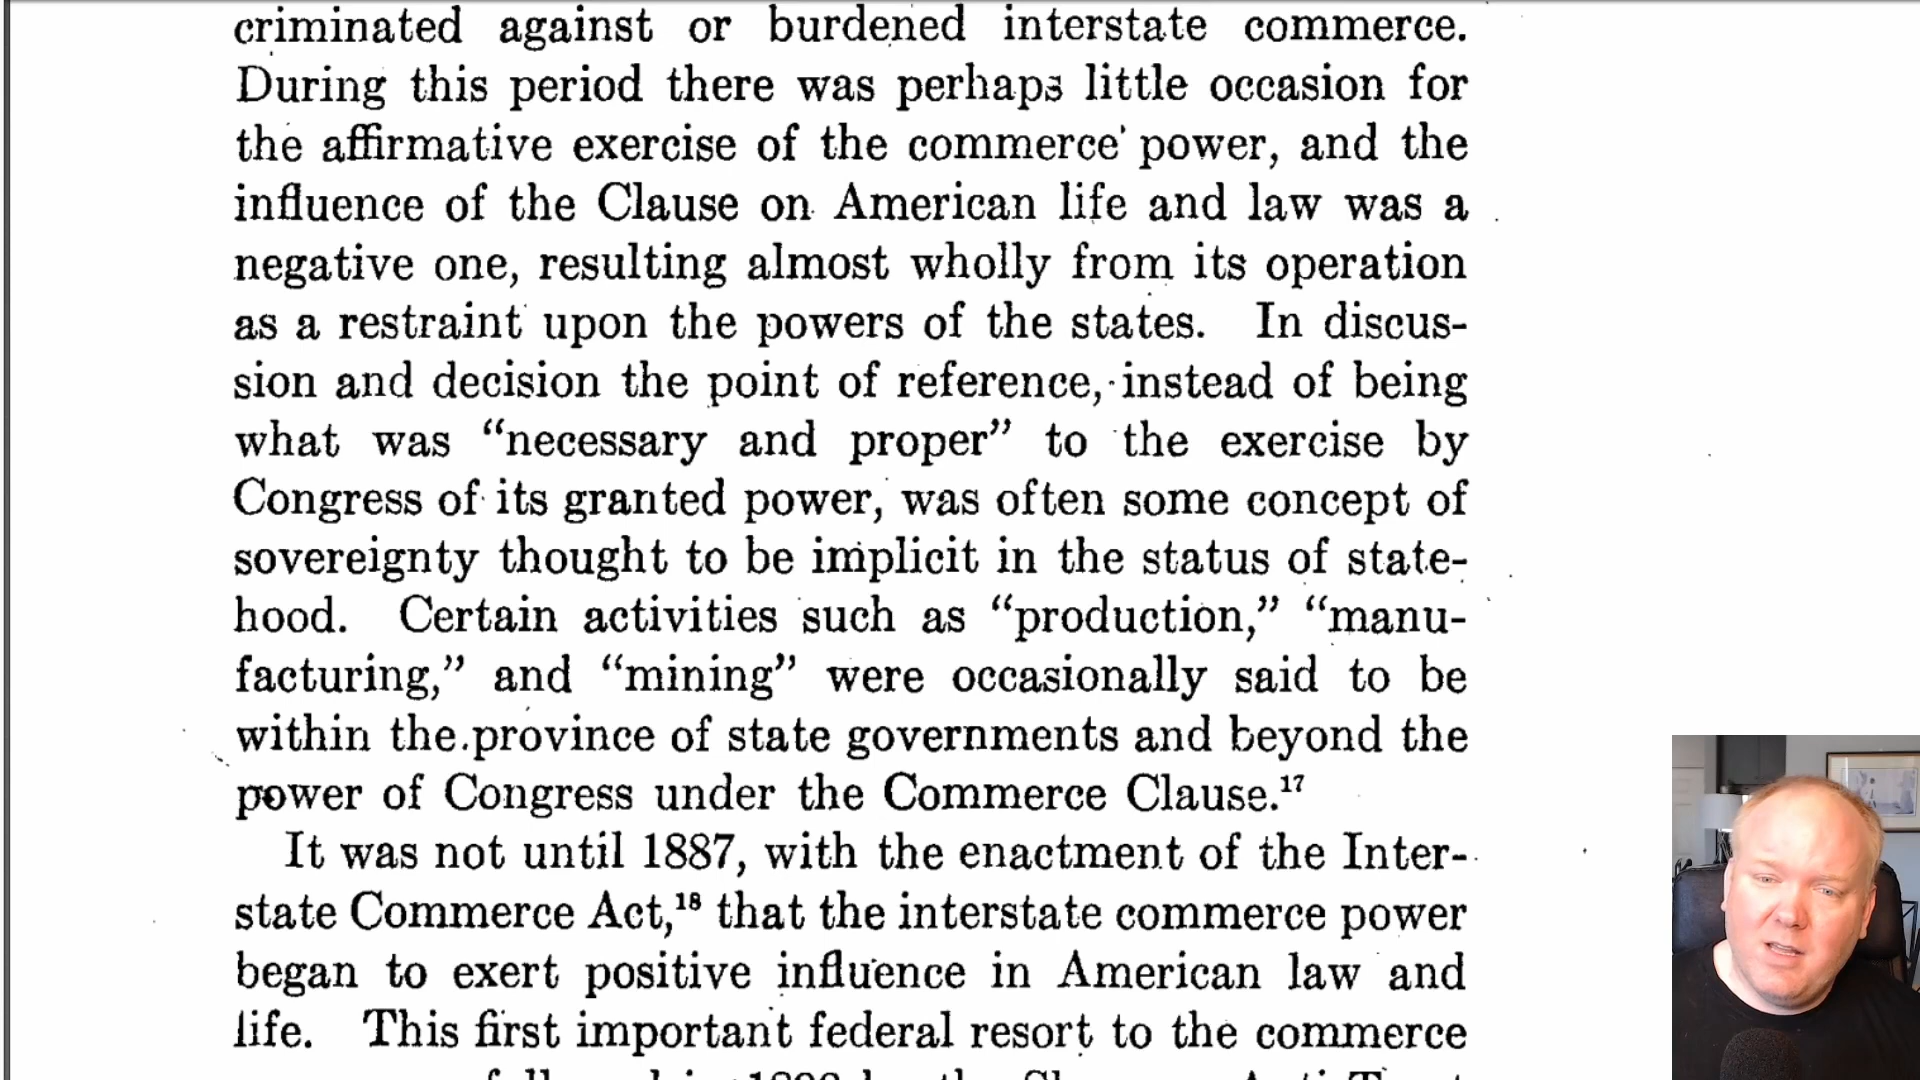 criminated against or burdened interstate commerce.
During this period there was perhaps little occasion for
the affirmative exercise of the commerce power, and the
influence of the Clause on American life and law was a
negative one, resulting almost wholly from its operation
as a restraint upon the powers of the states. In discus-
sion and decision the point of reference, instead of being
what was “necessary and proper” to the exercise by
Congress of its granted power, was often some concept of
sovereignty thought to be implicit in the status of state-
hood. Certain activities such as “production,” “manu-
facturing,” and “mining” were occasionally said to be
within the province of state governments and beyond the
power of Congress under the Commerce Clause.¹⁷
It was not until 1887, with the enactment of the Inter-
state Commerce Act,¹⁸ that the interstate commerce power
began to exert positive influence in American law and
life. This first important federal resort to the commerce